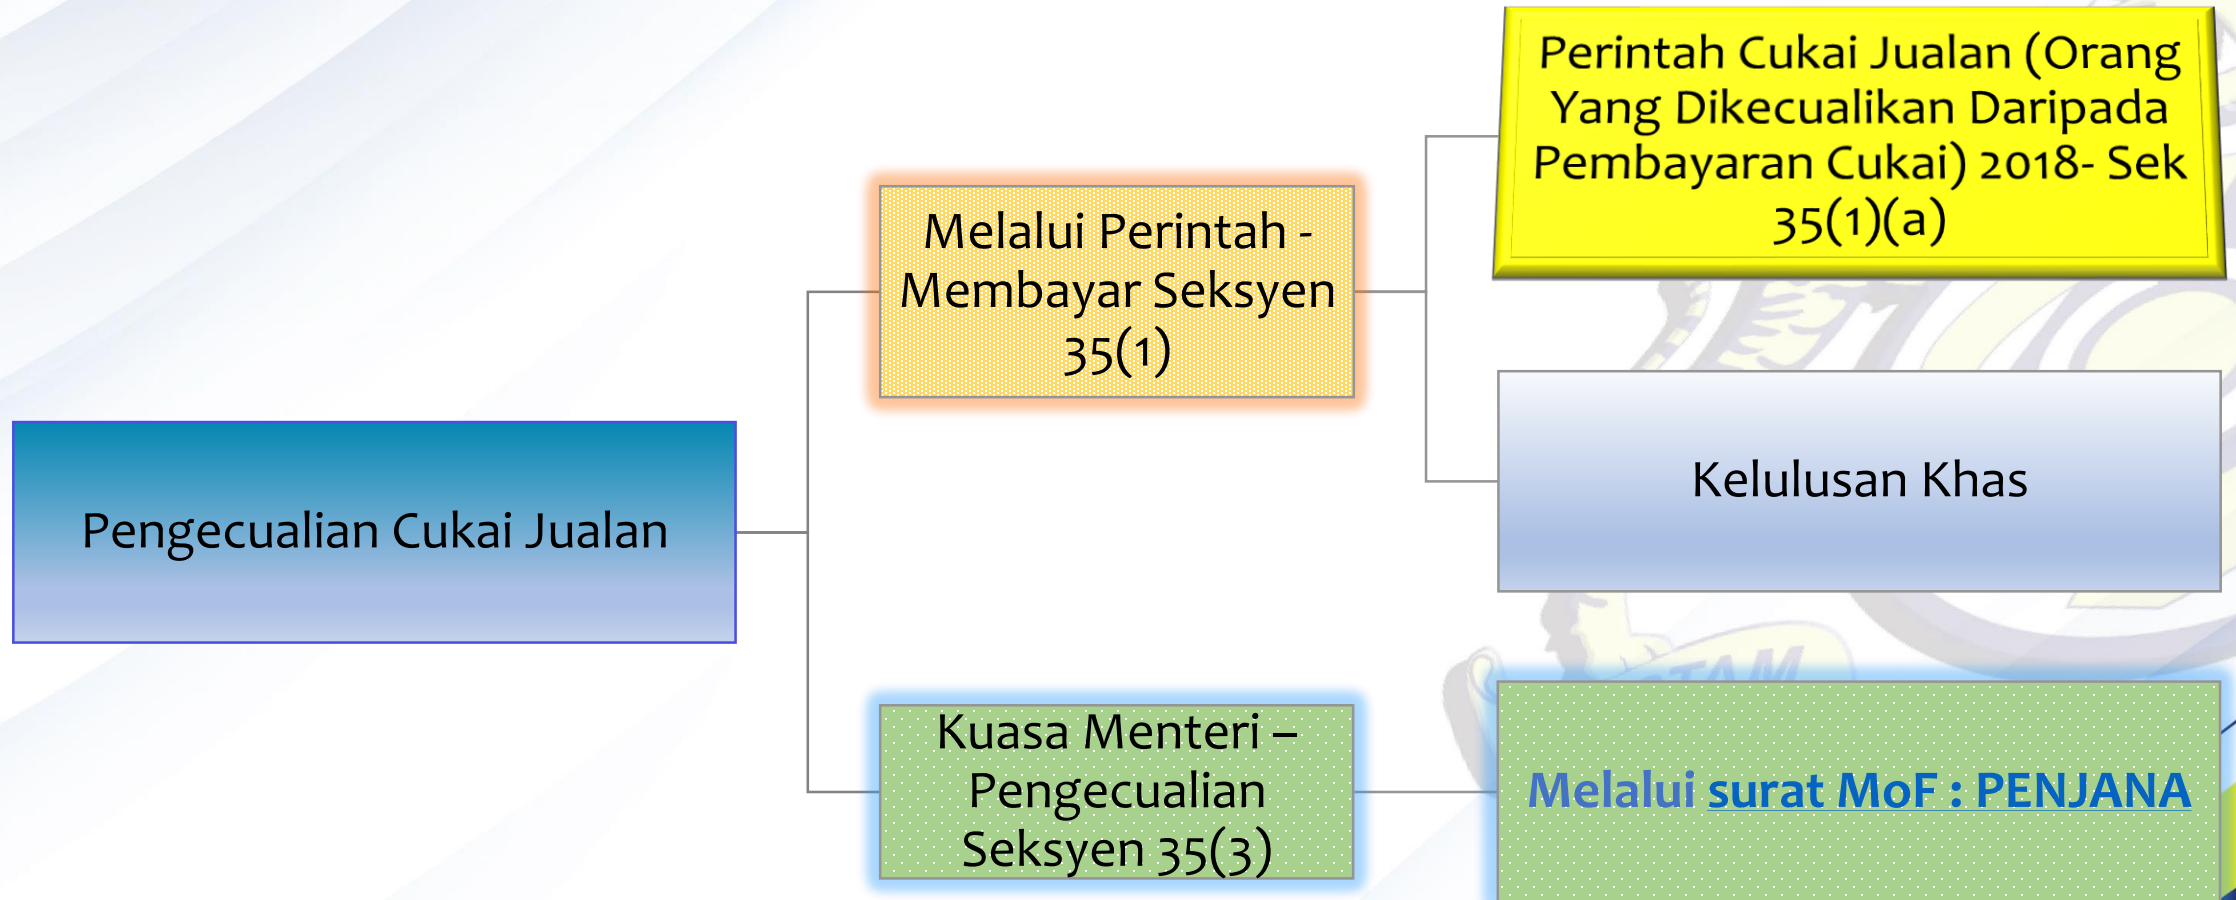 Pengecualian Cukai Jualan
Melalui Perintah -
Membayar Seksyen
35(1)
Perintah Cukai Jualan (Orang
Yang Dikecualikan Daripada
Pembayaran Cukai) 2018- Sek
35(1)(a)
Kelulusan Khas
Kuasa Menteri –
Pengecualian
Seksyen 35(3)
Melalui surat MoF : PENJANA